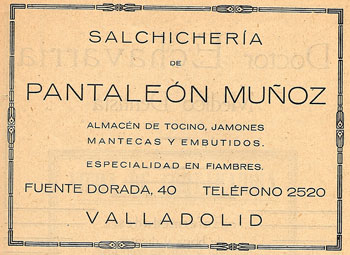 SALCHICHERÍA
DE
PANTALEÓN MUÑOZ
ALMACÉN DE TOCINO, JAMONES
MANTECAS Y EMBUTIDOS.
ESPECIALIDAD EN FIAMBRES.
FUENTE DORADA, 40 TELÉFONO 2520
VALLADOLID